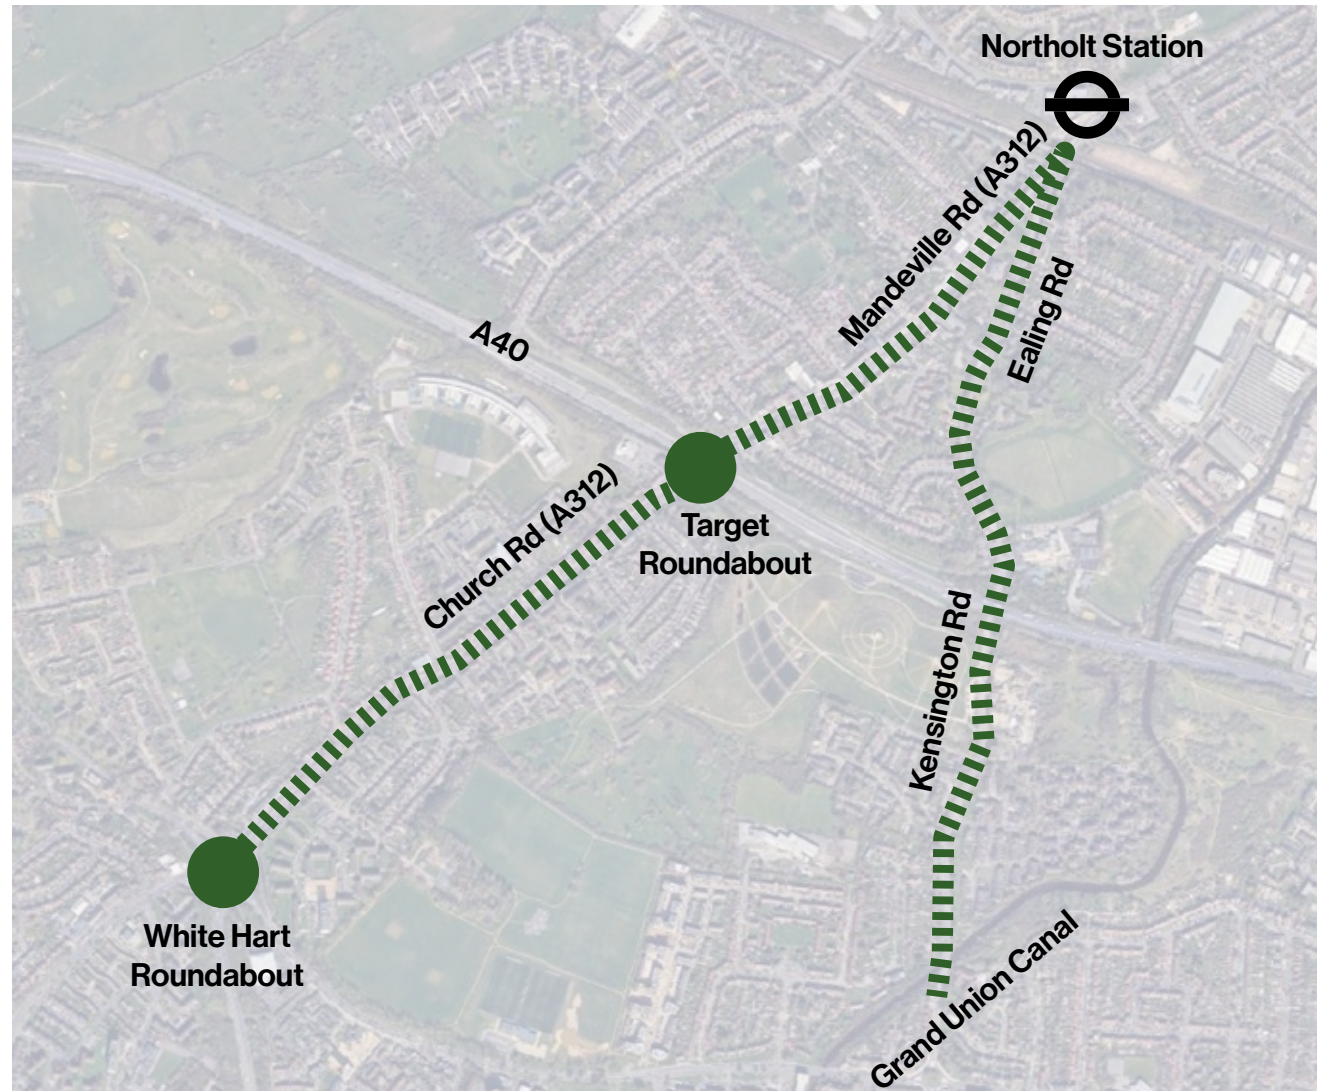 Northolt Station
Mandeville Rd (A312)
Ealing Rd
A40
Church Rd (A312)
Target
Roundabout
Kensington Rd
White Hart
Roundabout
Grand Union Canal